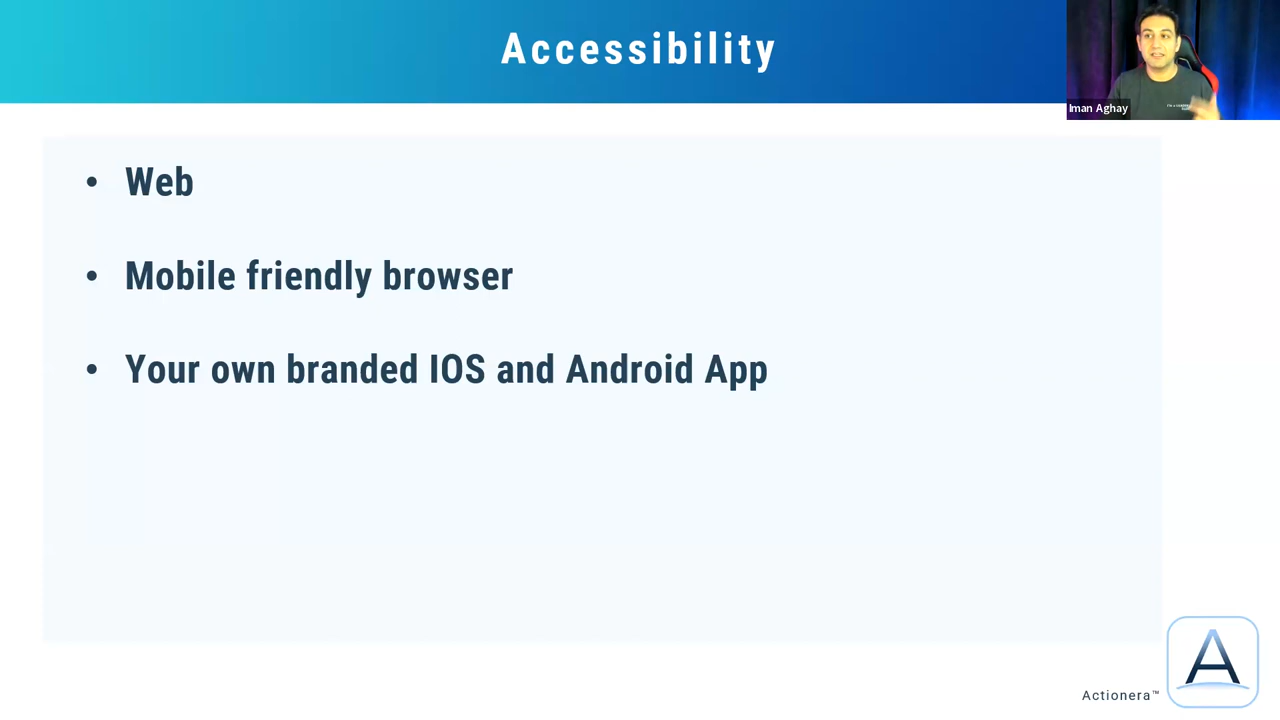 Accessibility
Iman Aghay
• Web
• Mobile friendly browser
• Your own branded IOS and Android App
Actionera™
A